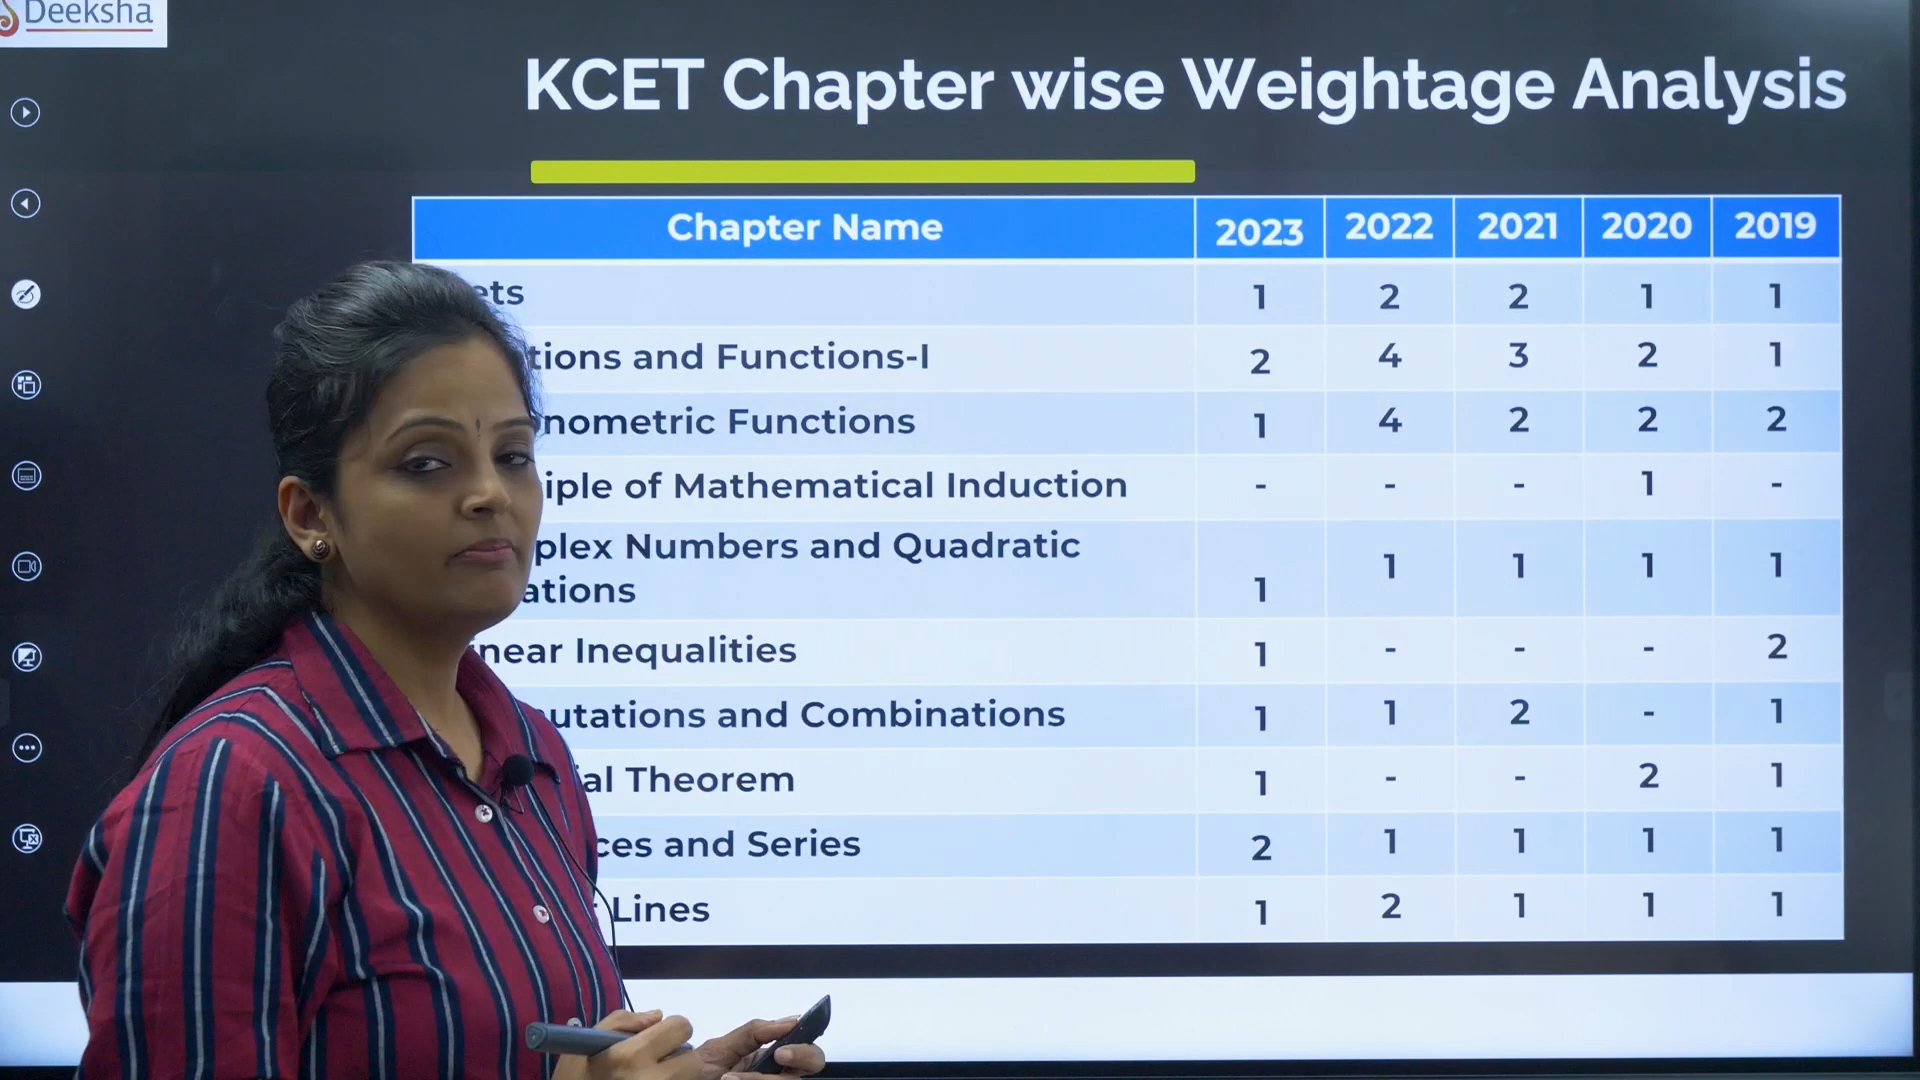 Deeksha
KCET Chapter wise Weightage Analysis
Chapter Name 2023 2022 2021 2020 2019
ets 1 2 2 1 1
tions and Functions-I 2 4 3 2 1
nometric Functions 1 4 2 2 2
iple of Mathematical Induction - - - 1 -
plex Numbers and Quadratic
ations 1 1 1 1 1
near Inequalities 1 - - - 2
utations and Combinations 1 1 2 - 1
ial Theorem 1 - - 2 1
ces and Series 2 1 1 1 1
Lines 1 2 1 1 1